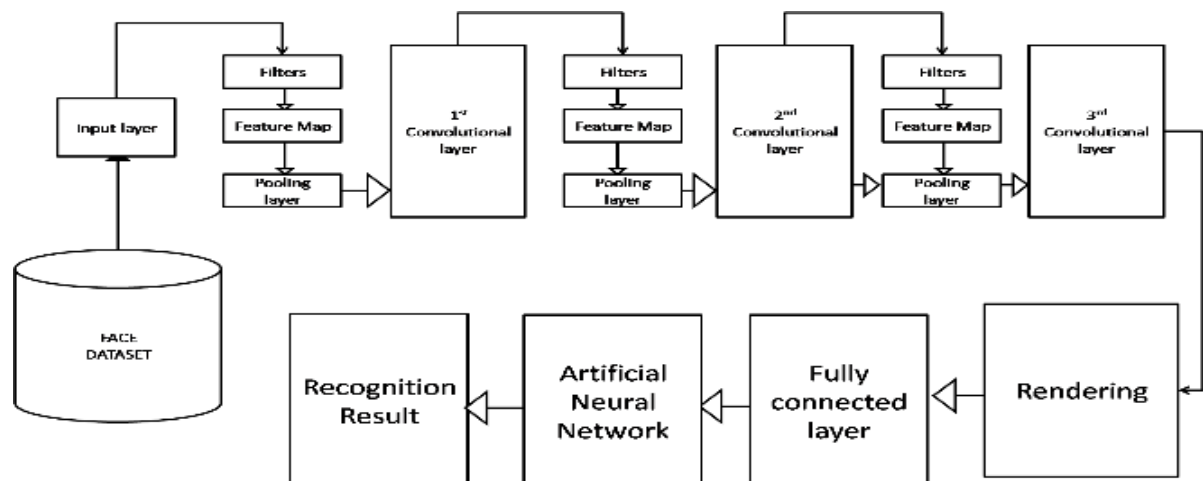 Input layer
FACE
DATASET
Filters
Feature Map
Pooling
layer
1st
Convolutional
layer
Filters
Feature Map
Pooling
layer
2nd
Convolutional
layer
Filters
Feature Map
Pooling
layer
3rd
Convolutional
layer
Rendering
Fully
connected
layer
Artificial
Neural
Network
Recognition
Result